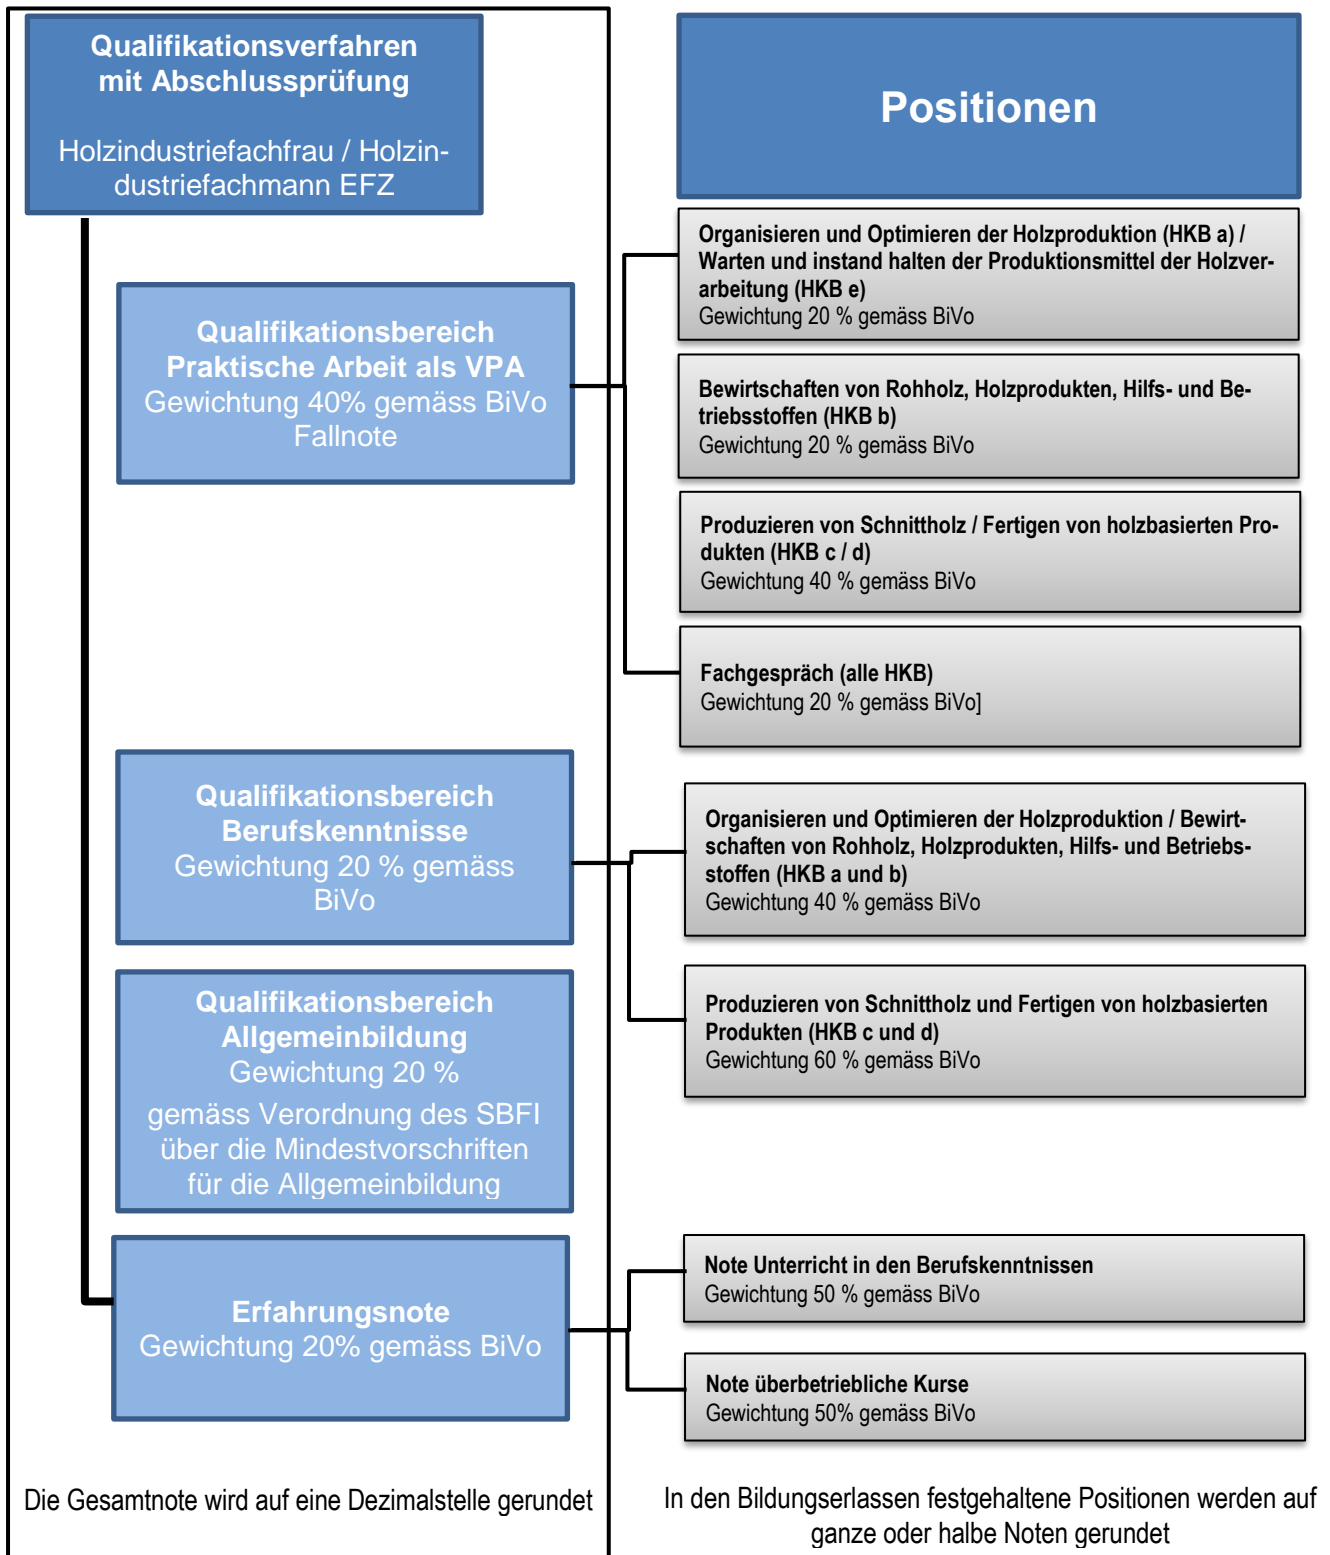 Qualifikationsverfahren
mit Abschlussprüfung
Holzindustriefachfrau / Holzin-
dustriefachmann EFZ
Positionen
Qualifikationsbereich
Praktische Arbeit als VPA
Gewichtung 40% gemäss BiVo
Fallnote
Organisieren und Optimieren der Holzproduktion (HKB a) /
Warten und instand halten der Produktionsmittel der Holzver-
arbeitung (HKB e)
Gewichtung 20 % gemäss BiVo
Bewirtschaften von Rohholz, Holzprodukten, Hilfs- und Be-
triebsstoffen (HKB b)
Gewichtung 20 % gemäss BiVo
Produzieren von Schnittholz / Fertigen von holzbasierten Pro-
dukten (HKB c / d)
Gewichtung 40 % gemäss BiVo
Fachgespräch (alle HKB)
Gewichtung 20 % gemäss BiVo]
Qualifikationsbereich
Berufskenntnisse
Gewichtung 20 % gemäss
BiVo
Organisieren und Optimieren der Holzproduktion / Bewirt-
schaften von Rohholz, Holzprodukten, Hilfs- und Betriebs-
stoffen (HKB a und b)
Gewichtung 40 % gemäss BiVo
Produzieren von Schnittholz und Fertigen von holzbasierten
Produkten (HKB c und d)
Gewichtung 60 % gemäss BiVo
Qualifikationsbereich
Allgemeinbildung
Gewichtung 20 %
gemäss Verordnung des SBFI
über die Mindestvorschriften
für die Allgemeinbildung
Erfahrungsnote
Gewichtung 20% gemäss BiVo
Note Unterricht in den Berufskenntnissen
Gewichtung 50 % gemäss BiVo
Note überbetriebliche Kurse
Gewichtung 50% gemäss BiVo
Die Gesamtnote wird auf eine Dezimalstelle gerundet
In den Bildungserlassen festgehaltene Positionen werden auf
ganze oder halbe Noten gerundet